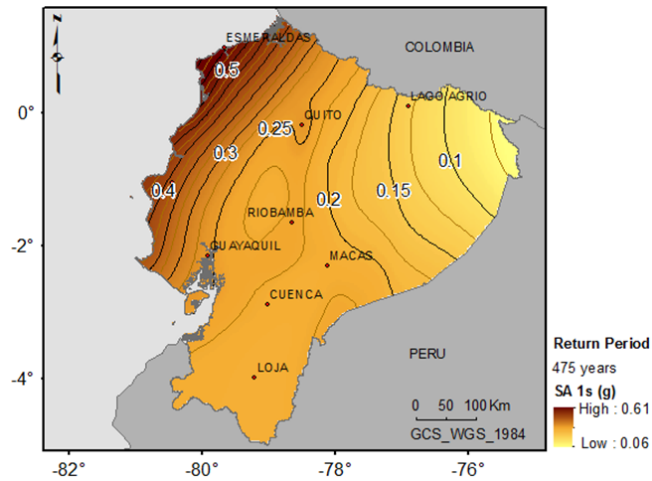 N
ESMERALDAS
COLOMBIA
0.5
LAGO AGRIO
0°
QUITO
0.25
0.3
0.1
0.4
0.2
0.15
RIOBAMBA
-2°
GUAYAQUIL
MACAS
CUENCA
PERU
Return Period
475 years
LOJA
-4°
SA 1s (g)
0 50 100 Km
High : 0.61
GCS_WGS_1984
Low : 0.06
-82° -80° -78° -76°